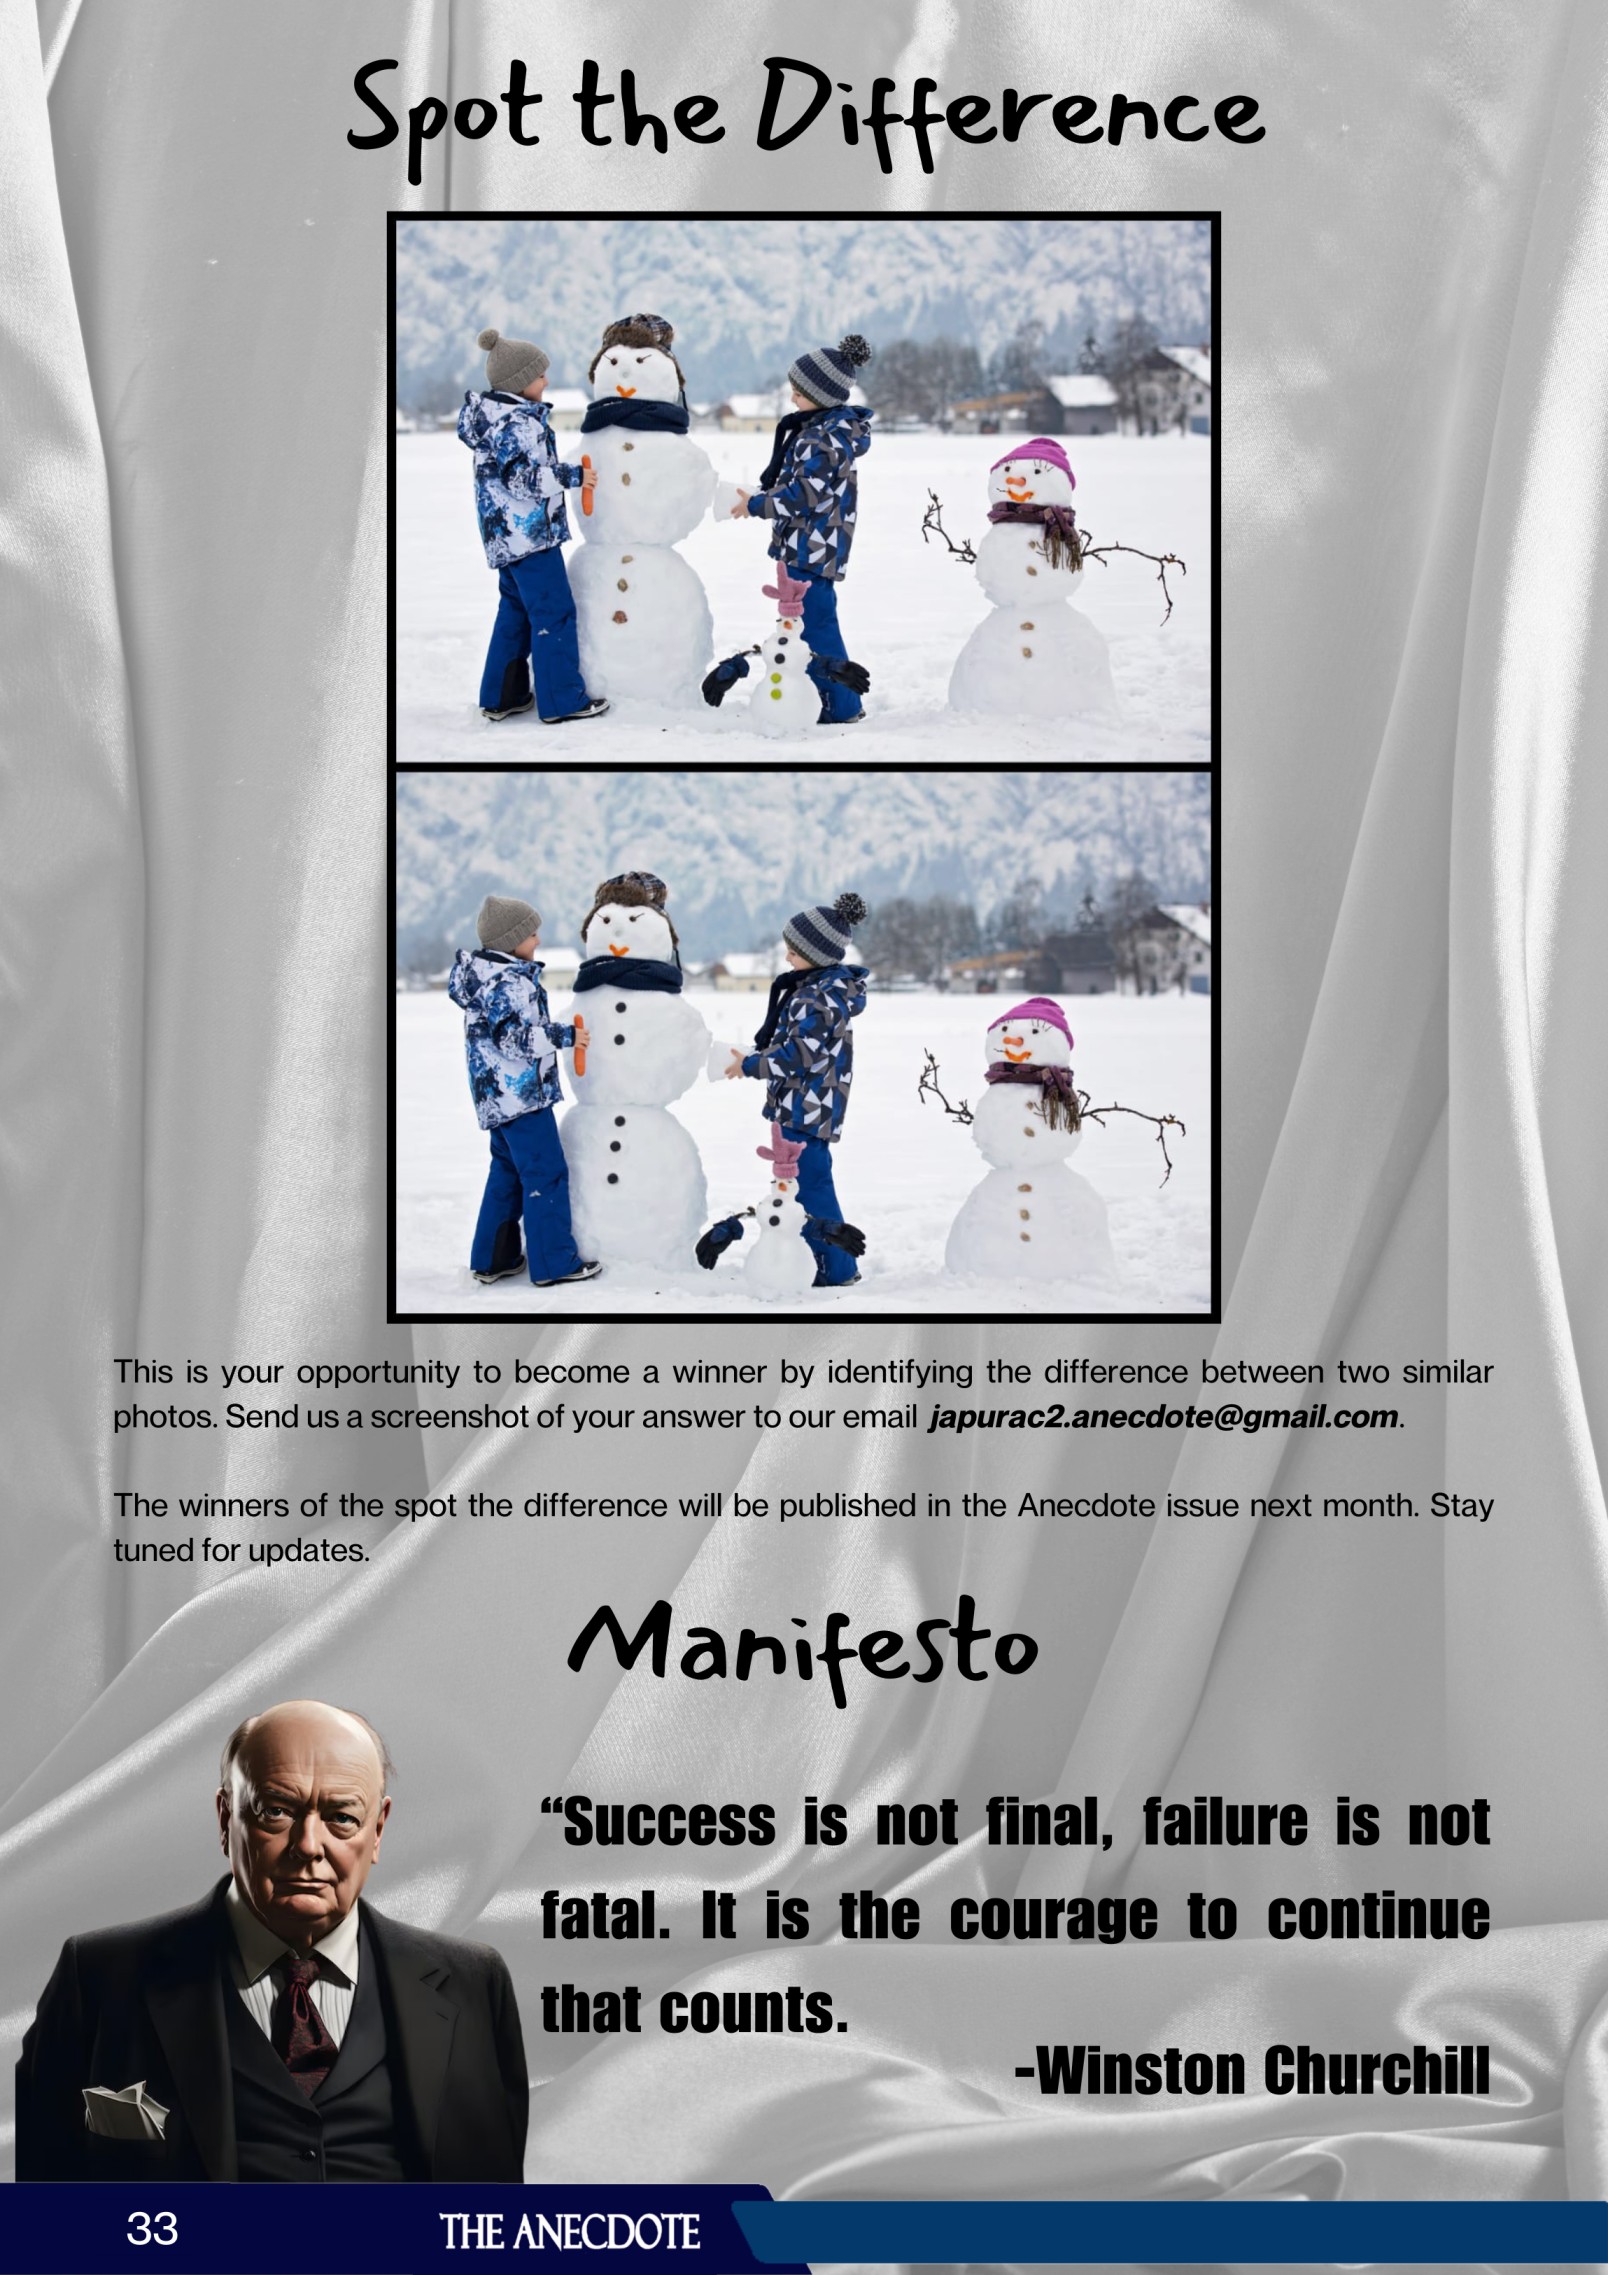 Spot the Difference
This is your opportunity to become a winner by identifying the difference between two similar
photos. Send us a screenshot of your answer to our email japurac2.anecdote@gmail.com.
The winners of the spot the difference will be published in the Anecdote issue next month. Stay
tuned for updates.
Manifesto
“Success is not final, failure is not
fatal. It is the courage to continue
that counts.
-Winston Churchill
33
THE ANECDOTE